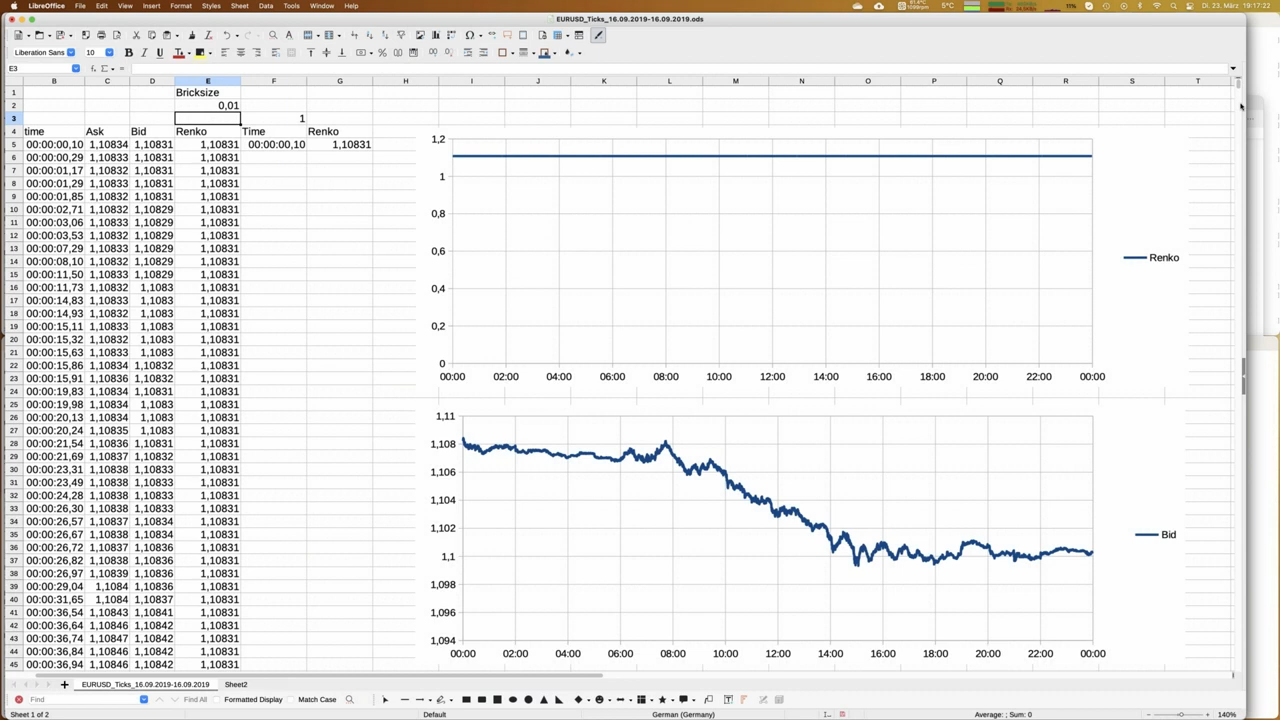 LibreOffice File Edit View Insert Format Styles Sheet Data Tools Window Help 5°C 11% Di. 23. März 19:17:22
EURUSD_Ticks_16.09.2019-16.09.2019.ods
Liberation Sans 10
E3
B C D E F G H I J K L M N O P Q R S T
1 Bricksize
2 0,01
3 1
4 time Ask Bid Renko Time Renko
5 00:00:00,10 1,10834 1,10831 1,10831 00:00:00,10 1,10831
6 00:00:00,29 1,10833 1,10831 1,10831
7 00:00:01,17 1,10832 1,10831 1,10831
8 00:00:01,29 1,10833 1,10831 1,10831
9 00:00:01,85 1,10832 1,10831 1,10831
10 00:00:02,71 1,10832 1,10829 1,10831
11 00:00:03,06 1,10833 1,10829 1,10831
12 00:00:03,53 1,10832 1,10829 1,10831
13 00:00:07,29 1,10833 1,10829 1,10831
14 00:00:08,10 1,10832 1,10829 1,10831
15 00:00:11,50 1,10833 1,10829 1,10831
16 00:00:11,73 1,10832 1,1083 1,10831
17 00:00:14,83 1,10833 1,1083 1,10831
18 00:00:14,93 1,10832 1,1083 1,10831
19 00:00:15,11 1,10833 1,1083 1,10831
20 00:00:15,32 1,10832 1,1083 1,10831
21 00:00:15,63 1,10833 1,1083 1,10831
22 00:00:15,86 1,10834 1,10832 1,10831
23 00:00:15,91 1,10836 1,10832 1,10831
24 00:00:19,83 1,10834 1,10831 1,10831
25 00:00:19,98 1,10834 1,1083 1,10831
26 00:00:20,13 1,10834 1,1083 1,10831
27 00:00:20,24 1,10835 1,1083 1,10831
28 00:00:21,54 1,10836 1,10831 1,10831
29 00:00:21,69 1,10837 1,10832 1,10831
30 00:00:23,31 1,10838 1,10833 1,10831
31 00:00:23,49 1,10838 1,10833 1,10831
32 00:00:24,28 1,10838 1,10833 1,10831
33 00:00:26,30 1,10838 1,10833 1,10831
34 00:00:26,57 1,10837 1,10834 1,10831
35 00:00:26,67 1,10838 1,10834 1,10831
36 00:00:26,72 1,10837 1,10836 1,10831
37 00:00:26,82 1,10838 1,10836 1,10831
38 00:00:26,97 1,10839 1,10836 1,10831
39 00:00:29,04 1,1084 1,10836 1,10831
40 00:00:31,65 1,1084 1,10837 1,10831
41 00:00:36,54 1,10843 1,10841 1,10831
42 00:00:36,64 1,10846 1,10842 1,10831
43 00:00:36,74 1,10847 1,10842 1,10831
44 00:00:36,84 1,10846 1,10842 1,10831
45 00:00:36,94 1,10846 1,10842 1,10831
1,2
1
0,8
0,6
0,4
0,2
0
00:00 02:00 04:00 06:00 08:00 10:00 12:00 14:00 16:00 18:00 20:00 22:00 00:00
Renko
1,11
1,108
1,106
1,104
1,102
1,1
1,098
1,096
1,094
00:00 02:00 04:00 06:00 08:00 10:00 12:00 14:00 16:00 18:00 20:00 22:00 00:00
Bid
EURUSD_Ticks_16.09.2019-16.09.2019 Sheet2
Find Find All Formatted Display Match Case
Sheet 1 of 2 Default German (Germany) Average: ; Sum: 0 140%